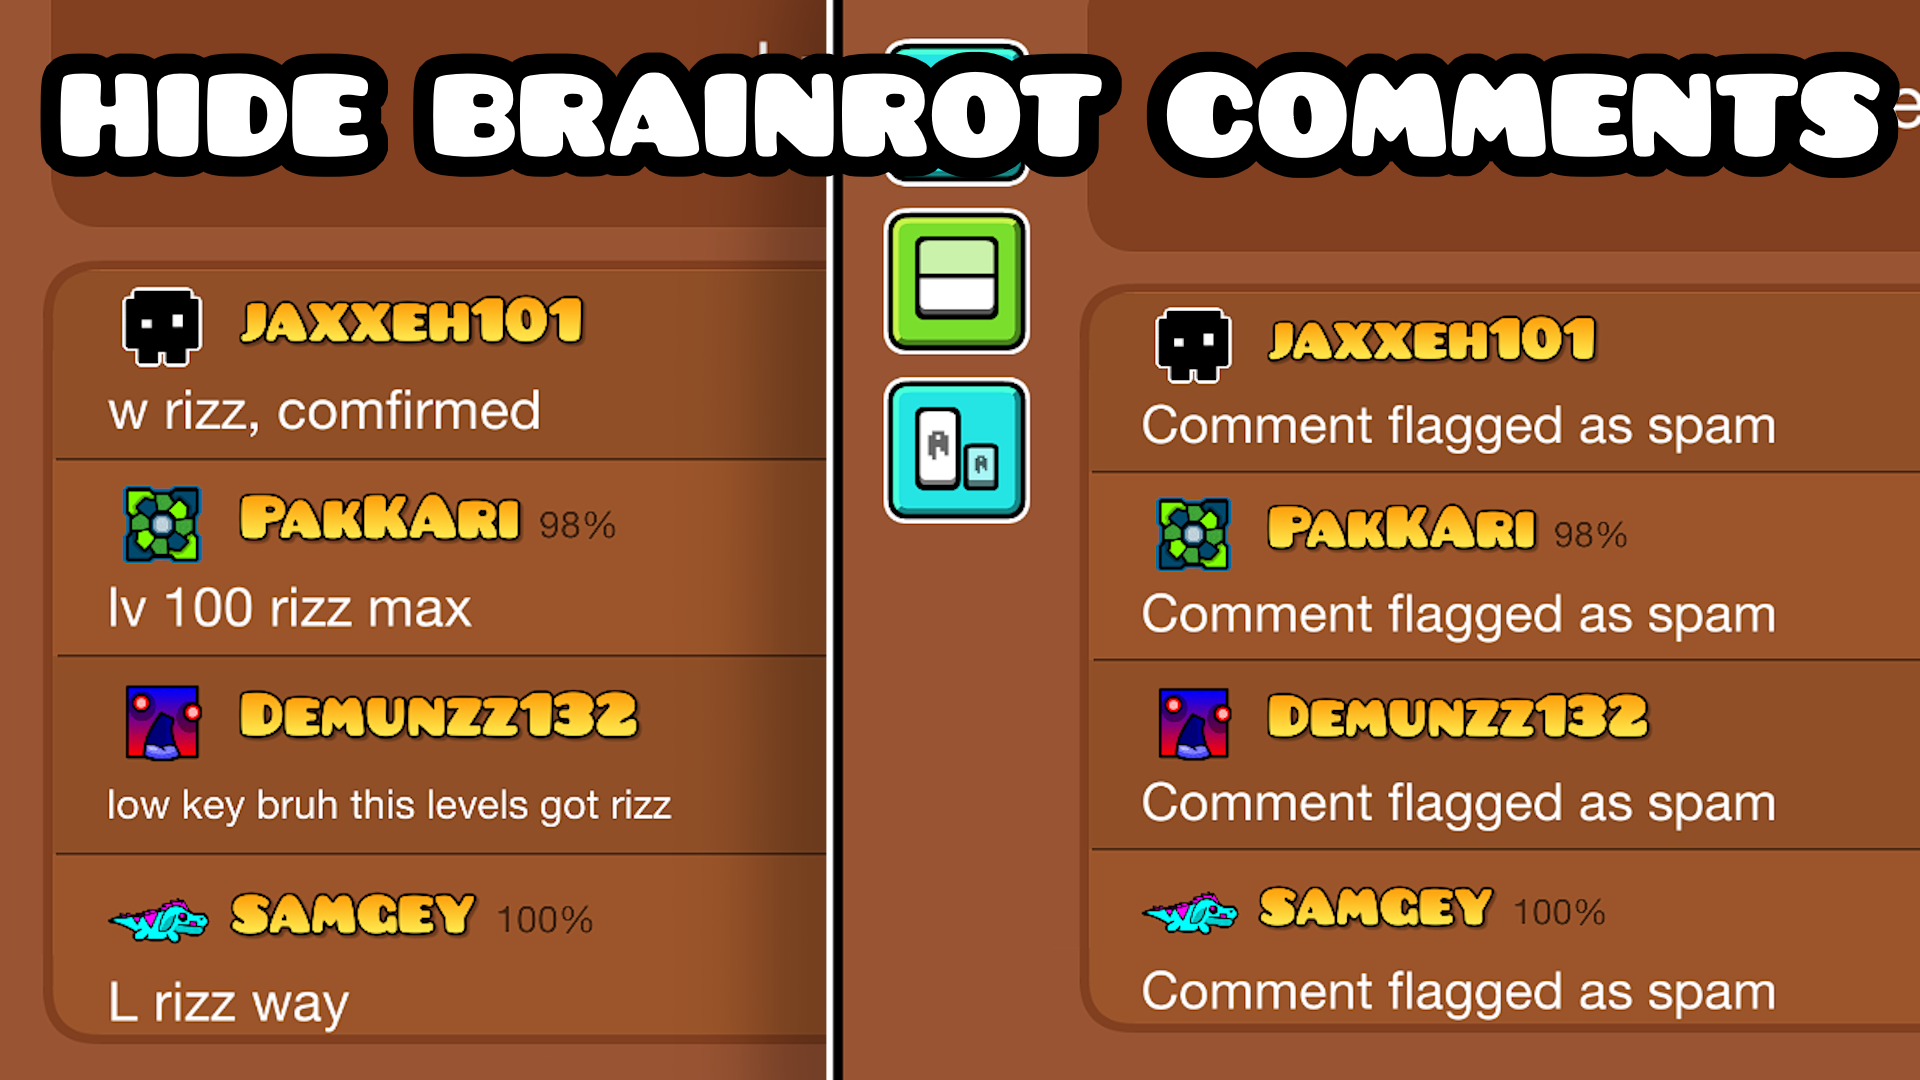 HIDE BRAINROT COMMENTS
JAXXEH101
w rizz, comfirmed
PAKKARI 98%
lv 100 rizz max
DEMUNZZ132
low key bruh this levels got rizz
SAMGEY 100%
L rizz way
JAXXEH101
Comment flagged as spam
PAKKARI 98%
Comment flagged as spam
DEMUNZZ132
Comment flagged as spam
SAMGEY 100%
Comment flagged as spam